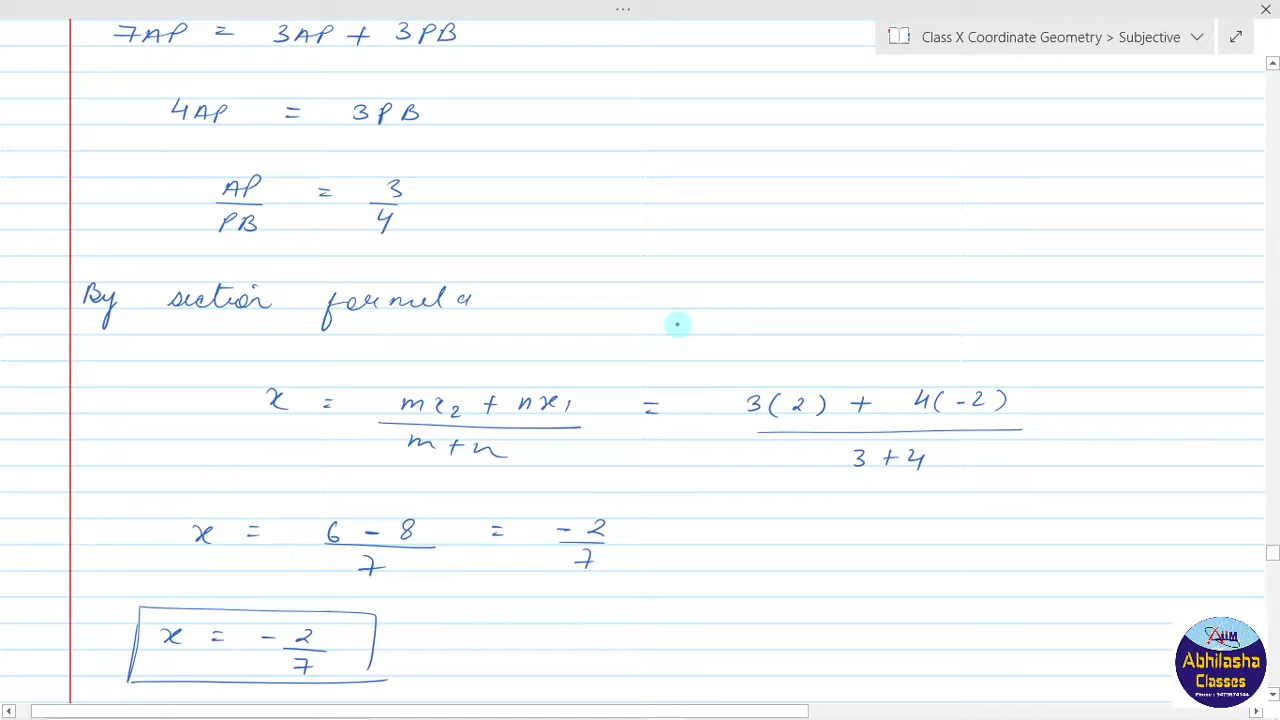 ...
Class X Coordinate Geometry > Subjective
7AP = 3AP + 3PB
4AP = 3PB
AP/PB = 3/4
By section formula
x = mx₂ + nx₁ / m + n = 3(2) + 4(-2) / 3 + 4
x = 6 - 8 / 7 = -2/7
x = -2/7
AIM
Abhilasha
Classes